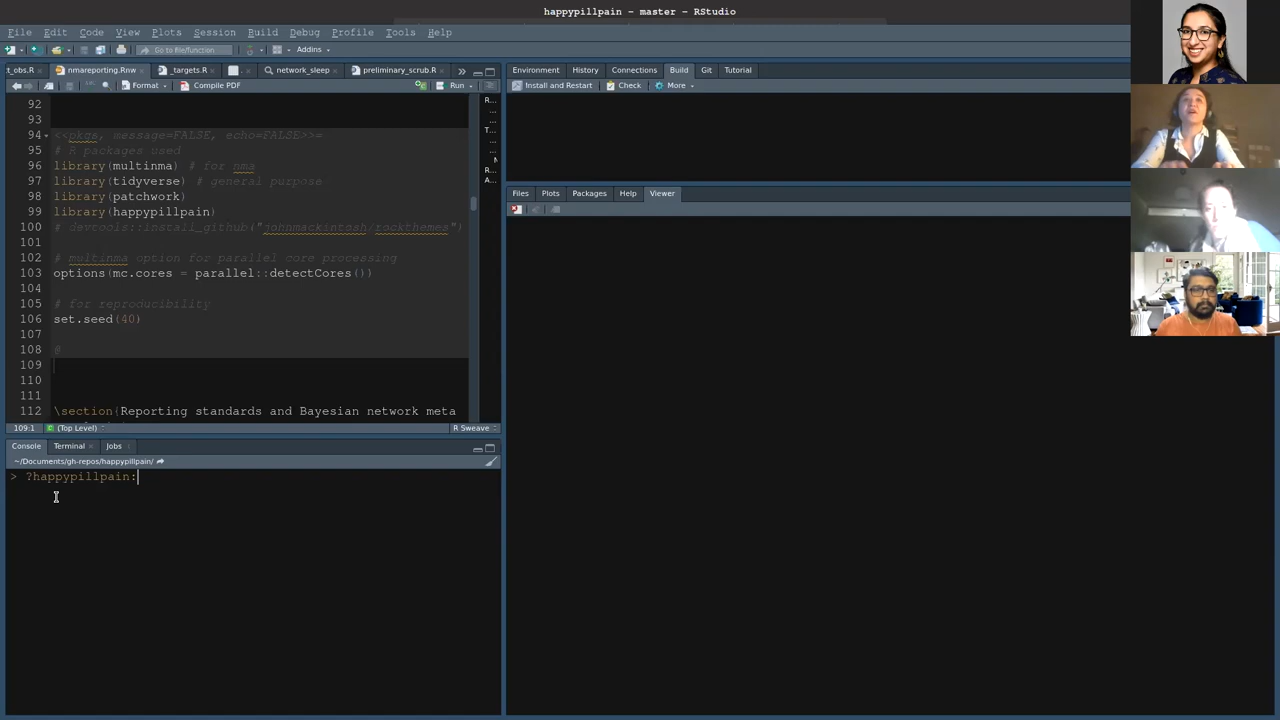 happypillpain - master - RStudio
File Edit Code View Plots Session Build Debug Profile Tools Help
Go to file/function Addins
t_obs.R nmareporting.Rnw _targets.R network_sleep preliminary_scrub.R
Format Compile PDF Run
92
93
94 <<pkgs, message=FALSE, echo=FALSE>>=
95 # R packages used
96 library(multinma) # for nma
97 library(tidyverse) # general purpose
98 library(patchwork)
99 library(happypillpain)
100 # devtools::install_github("johnmackintosh/rockthemes")
101
102 # multinma option for parallel core processing
103 options(mc.cores = parallel::detectCores())
104
105 # for reproducibility
106 set.seed(40)
107
108 @
109
110
111
112 \section{Reporting standards and Bayesian network meta
R...
...
T...
...
R...
...
A...
109:1 (Top Level) R Sweave
Console Terminal Jobs
~/Documents/gh-repos/happypillpain/
> ?happypillpain:
Environment History Connections Build Git Tutorial
Install and Restart Check More
Files Plots Packages Help Viewer